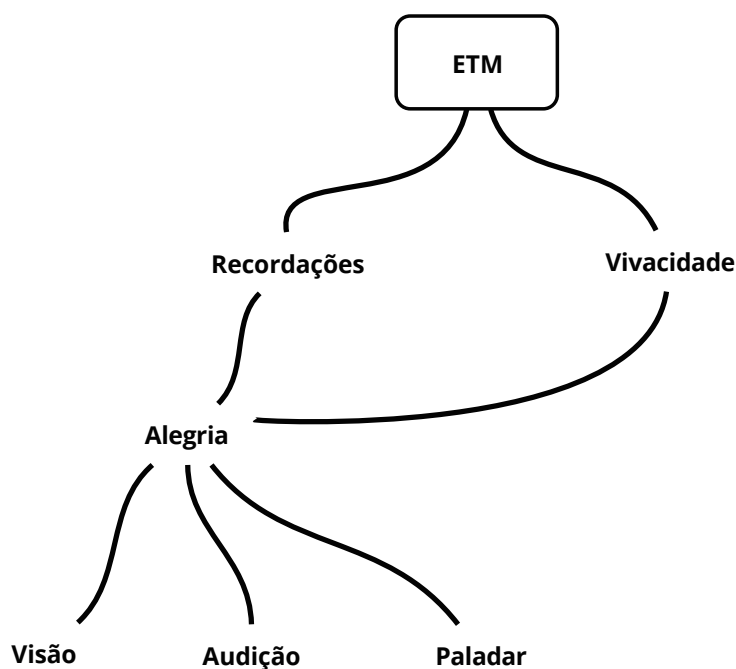 ETM
Recordações
Vivacidade
Alegria
Visão
Audição
Paladar